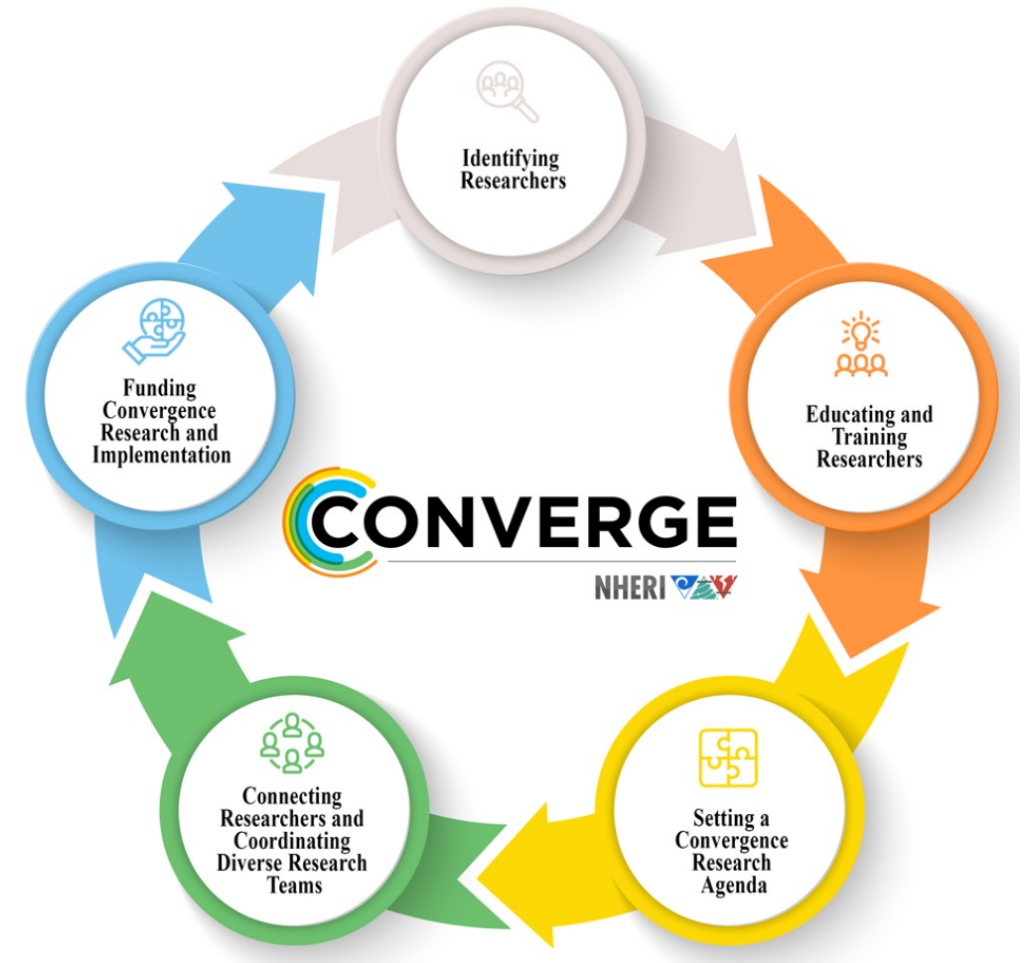 Identifying
Researchers
Educating and
Training
Researchers
Setting a
Convergence
Research
Agenda
Connecting
Researchers and
Coordinating
Diverse Research
Teams
Funding
Convergence
Research and
Implementation
CONVERGE
NHERI